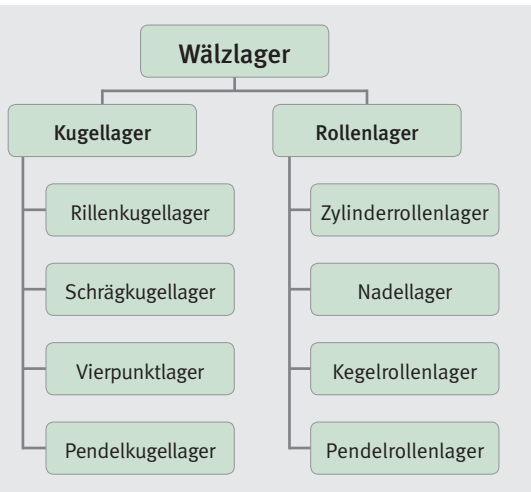 Wälzlager
Kugellager
Rollenlager
Rillenkugellager
Zylinderrollenlager
Schrägkugellager
Nadellager
Vierpunktlager
Kegelrollenlager
Pendelkugellager
Pendelrollenlager